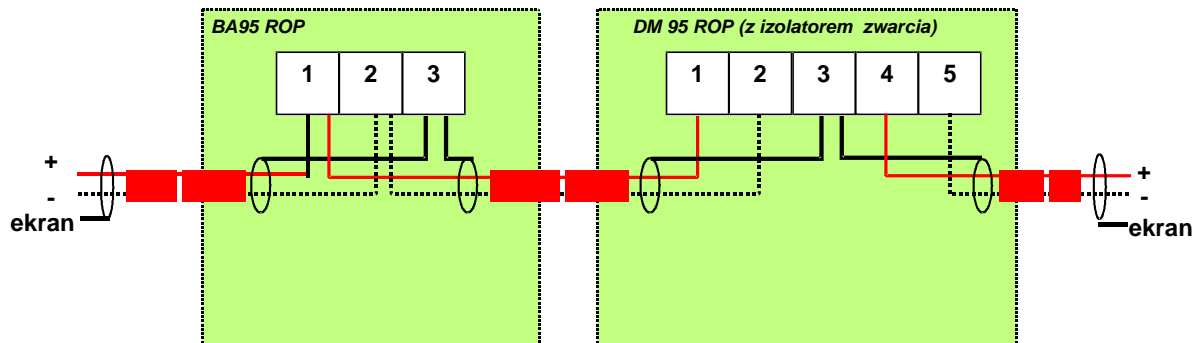 BA95 ROP
DM 95 ROP (z izolatorem zwarcia)
1 2 3
1 2 3 4 5
+
-
ekran
+
-
ekran